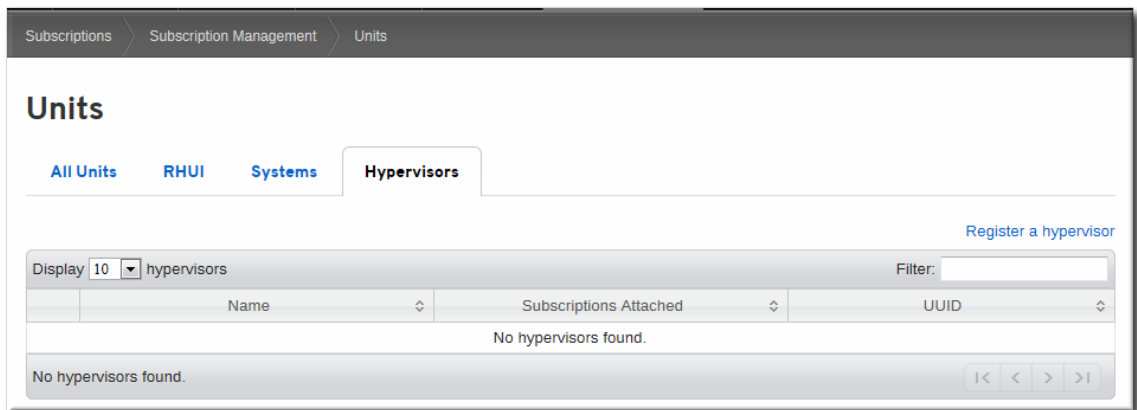 Subscriptions Subscription Management Units
Units
All Units RHUI Systems Hypervisors
Register a hypervisor
Display 10 hypervisors Filter:
Name Subscriptions Attached UUID
No hypervisors found.
No hypervisors found.